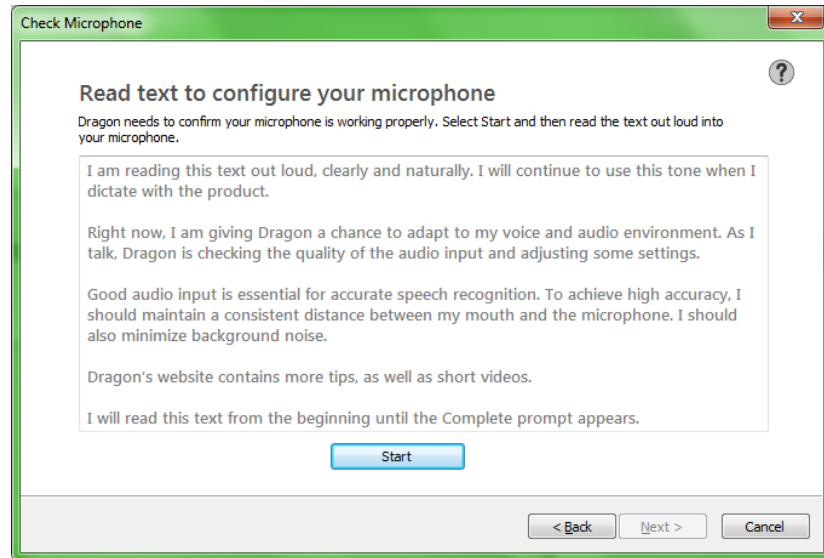 Check Microphone
x
?
Read text to configure your microphone
Dragon needs to confirm your microphone is working properly. Select Start and then read the text out loud into
your microphone.
I am reading this text out loud, clearly and naturally. I will continue to use this tone when I
dictate with the product.
Right now, I am giving Dragon a chance to adapt to my voice and audio environment. As I
talk, Dragon is checking the quality of the audio input and adjusting some settings.
Good audio input is essential for accurate speech recognition. To achieve high accuracy, I
should maintain a consistent distance between my mouth and the microphone. I should
also minimize background noise.
Dragon's website contains more tips, as well as short videos.
I will read this text from the beginning until the Complete prompt appears.
Start
< Back Next > Cancel